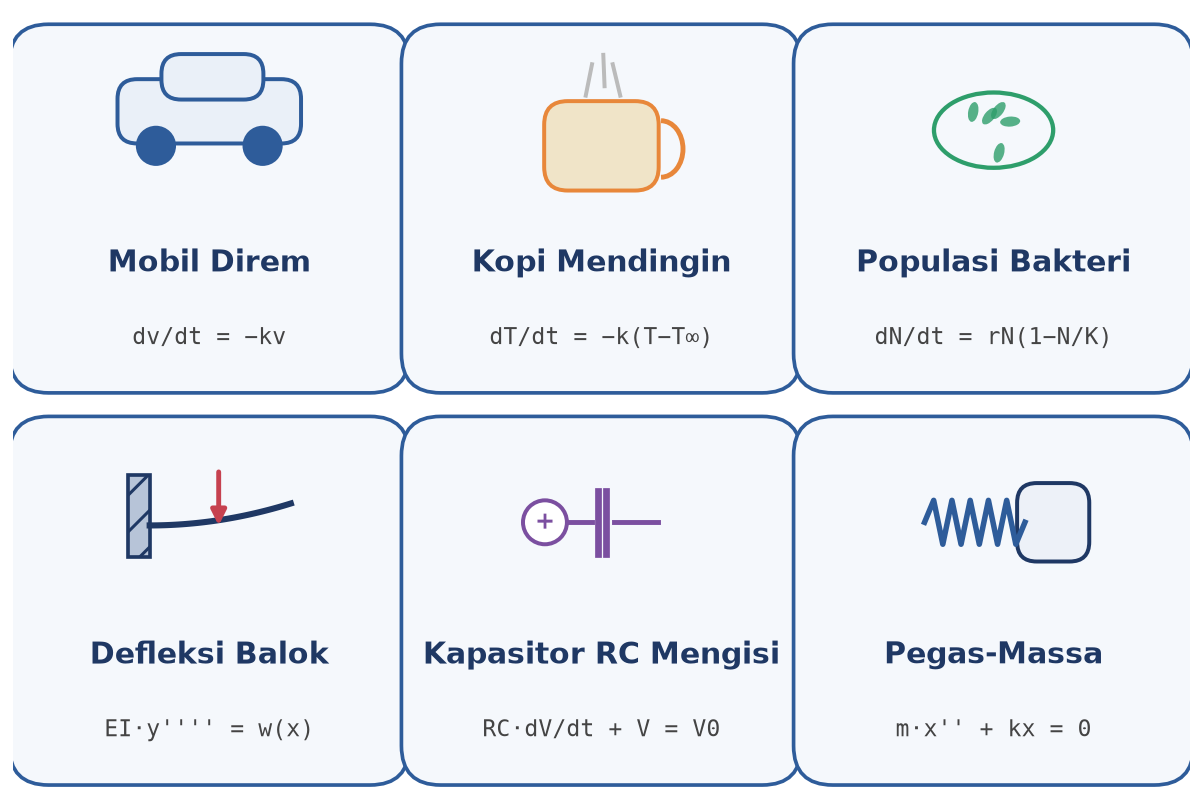 Mobil Direm
dv/dt = −kv
Kopi Mendingin
dT/dt = −k(T−T∞)
Populasi Bakteri
dN/dt = rN(1−N/K)
Defleksi Balok
EI·y'''' = w(x)
+
Kapasitor RC Mengisi
RC·dV/dt + V = V0
Pegas-Massa
m·x'' + kx = 0